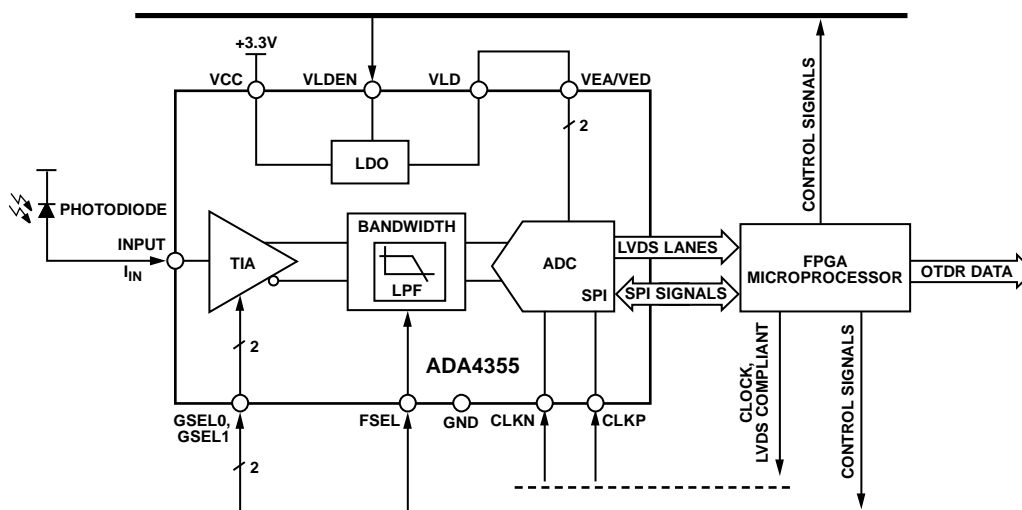 +3.3V
VCC
VLDEN
VLD
VEA/VED
2
LDO
CONTROL SIGNALS
PHOTODIODE
INPUT
I_IN
TIA
BANDWIDTH
LPF
ADC
SPI
LVDS LANES
SPI SIGNALS
FPGA
MICROPROCESSOR
OTDR DATA
2
ADA4355
GSEL0,
GSEL1
FSEL
GND
CLKN
CLKP
2
CLOCK,
LVDS COMPLIANT
CONTROL SIGNALS